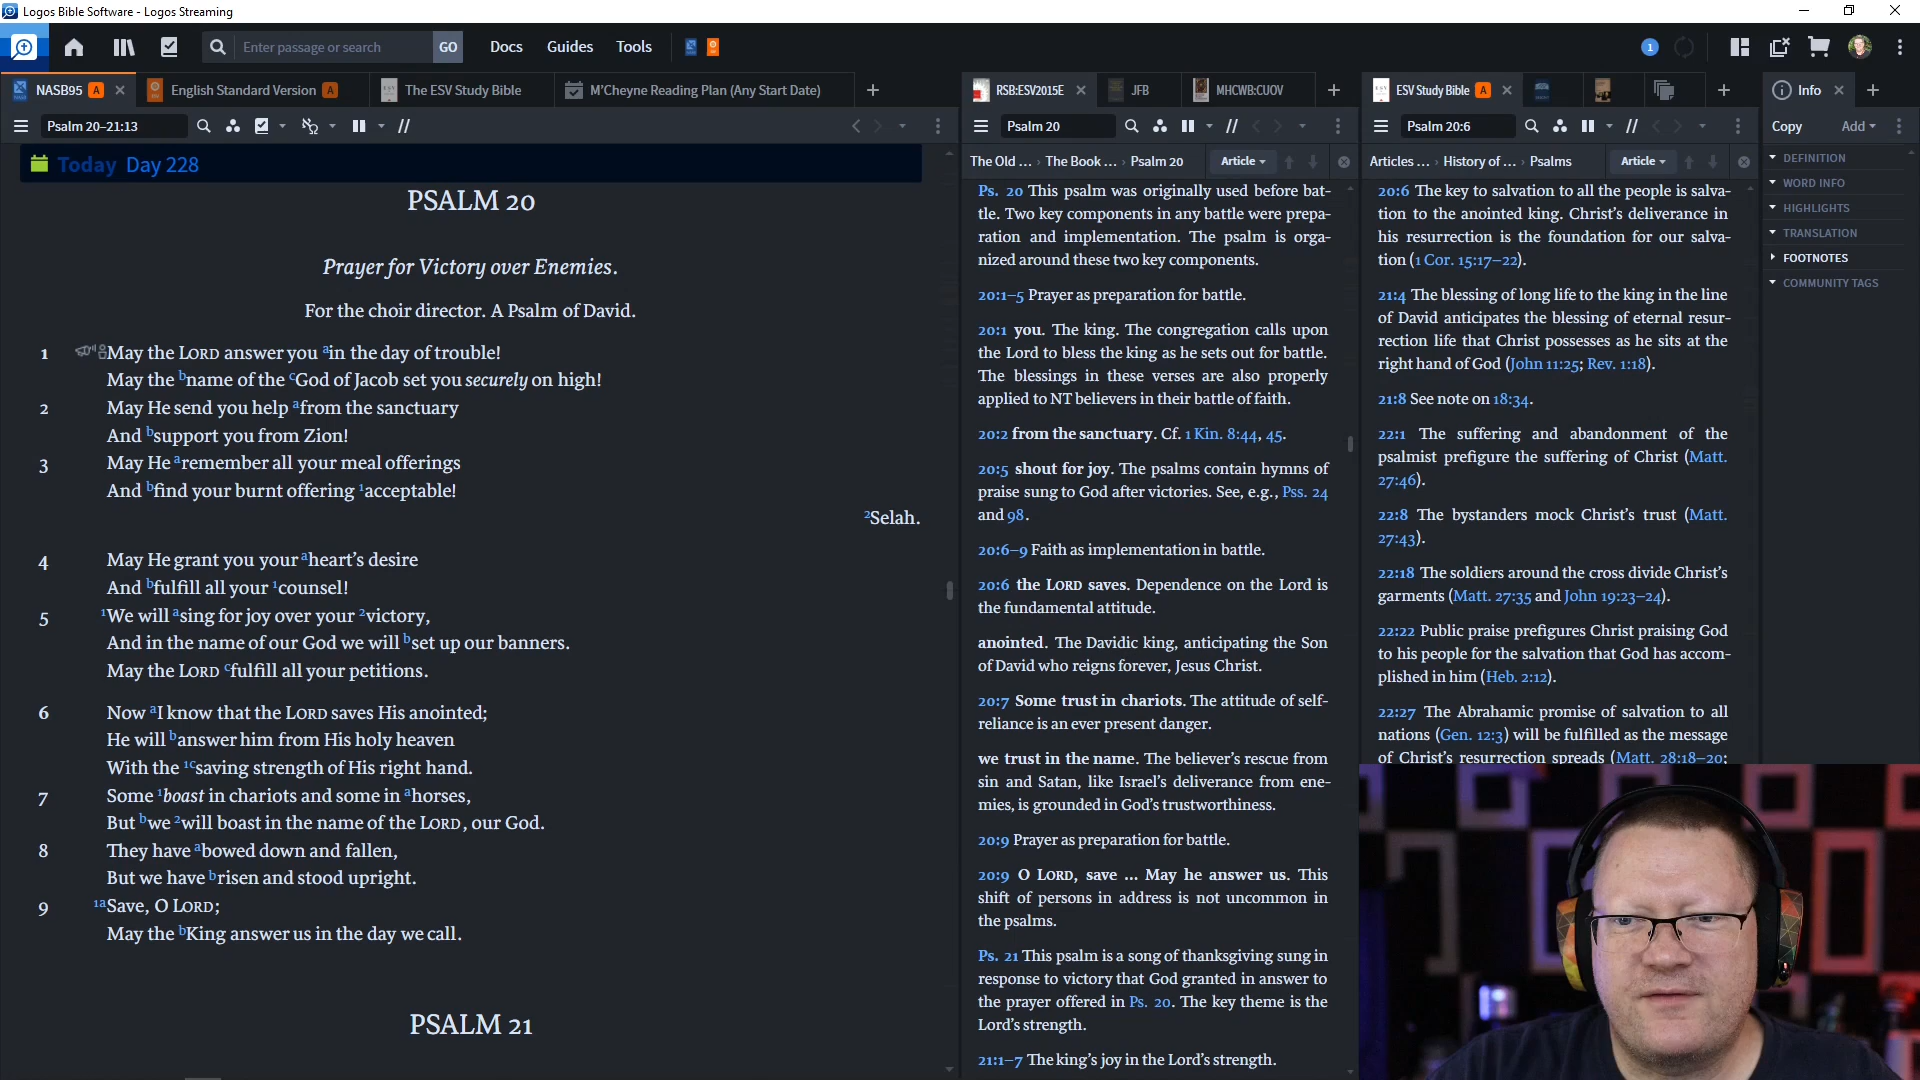 Logos Bible Software - Logos Streaming
Enter passage or search
GO
Docs
Guides
Tools
1
NASB95 A
English Standard Version A
The ESV Study Bible
M'Cheyne Reading Plan (Any Start Date)
Psalm 20–21:13
Today Day 228
PSALM 20
Prayer for Victory over Enemies.
For the choir director. A Psalm of David.
1 May the LORD answer you ain the day of trouble!
May the bname of the cGod of Jacob set you securely on high!
2 May He send you help afrom the sanctuary
And bsupport you from Zion!
3 May He aremember all your meal offerings
And bfind your burnt offering 1acceptable!
2Selah.
4 May He grant you your aheart’s desire
And bfulfill all your 1counsel!
5 1We will asing for joy over your 2victory,
And in the name of our God we will bset up our banners.
May the LORD cfulfill all your petitions.
6 Now aI know that the LORD saves His anointed;
He will banswer him from His holy heaven
With the 1csaving strength of His right hand.
7 Some 1boast in chariots and some in ahorses,
But bwe 2will boast in the name of the LORD, our God.
8 They have abowed down and fallen,
But we have brisen and stood upright.
9 1aSave, O LORD;
May the bKing answer us in the day we call.
PSALM 21
RSB:ESV2015E
JFB
MHCWB:CUOV
Psalm 20
The Old ... › The Book ... › Psalm 20
Article
Ps. 20 This psalm was originally used before bat-
tle. Two key components in any battle were prepa-
ration and implementation. The psalm is orga-
nized around these two key components.
20:1–5 Prayer as preparation for battle.
20:1 you. The king. The congregation calls upon
the Lord to bless the king as he sets out for battle.
The blessings in these verses are also properly
applied to NT believers in their battle of faith.
20:2 from the sanctuary. Cf. 1 Kin. 8:44, 45.
20:5 shout for joy. The psalms contain hymns of
praise sung to God after victories. See, e.g., Pss. 24
and 98.
20:6–9 Faith as implementation in battle.
20:6 the LORD saves. Dependence on the Lord is
the fundamental attitude.
anointed. The Davidic king, anticipating the Son
of David who reigns forever, Jesus Christ.
20:7 Some trust in chariots. The attitude of self-
reliance is an ever present danger.
we trust in the name. The believer’s rescue from
sin and Satan, like Israel’s deliverance from ene-
mies, is grounded in God’s trustworthiness.
20:9 Prayer as preparation for battle.
20:9 O LORD, save ... May he answer us. This
shift of persons in address is not uncommon in
the psalms.
Ps. 21 This psalm is a song of thanksgiving sung in
response to victory that God granted in answer to
the prayer offered in Ps. 20. The key theme is the
Lord’s strength.
21:1–7 The king’s joy in the Lord’s strength.
ESV Study Bible A
Psalm 20:6
Articles ... › History of ... › Psalms
Article
20:6 The key to salvation to all the people is salva-
tion to the anointed king. Christ’s deliverance in
his resurrection is the foundation for our salva-
tion (1 Cor. 15:17–22).
21:4 The blessing of long life to the king in the line
of David anticipates the blessing of eternal resur-
rection life that Christ possesses as he sits at the
right hand of God (John 11:25; Rev. 1:18).
21:8 See note on 18:34.
22:1 The suffering and abandonment of the
psalmist prefigure the suffering of Christ (Matt.
27:46).
22:8 The bystanders mock Christ’s trust (Matt.
27:43).
22:18 The soldiers around the cross divide Christ’s
garments (Matt. 27:35 and John 19:23–24).
22:22 Public praise prefigures Christ praising God
to his people for the salvation that God has accom-
plished in him (Heb. 2:12).
22:27 The Abrahamic promise of salvation to all
nations (Gen. 12:3) will be fulfilled as the message
of Christ’s resurrection spreads (Matt. 28:18–20;
Info
Copy
Add
DEFINITION
WORD INFO
HIGHLIGHTS
TRANSLATION
FOOTNOTES
COMMUNITY TAGS